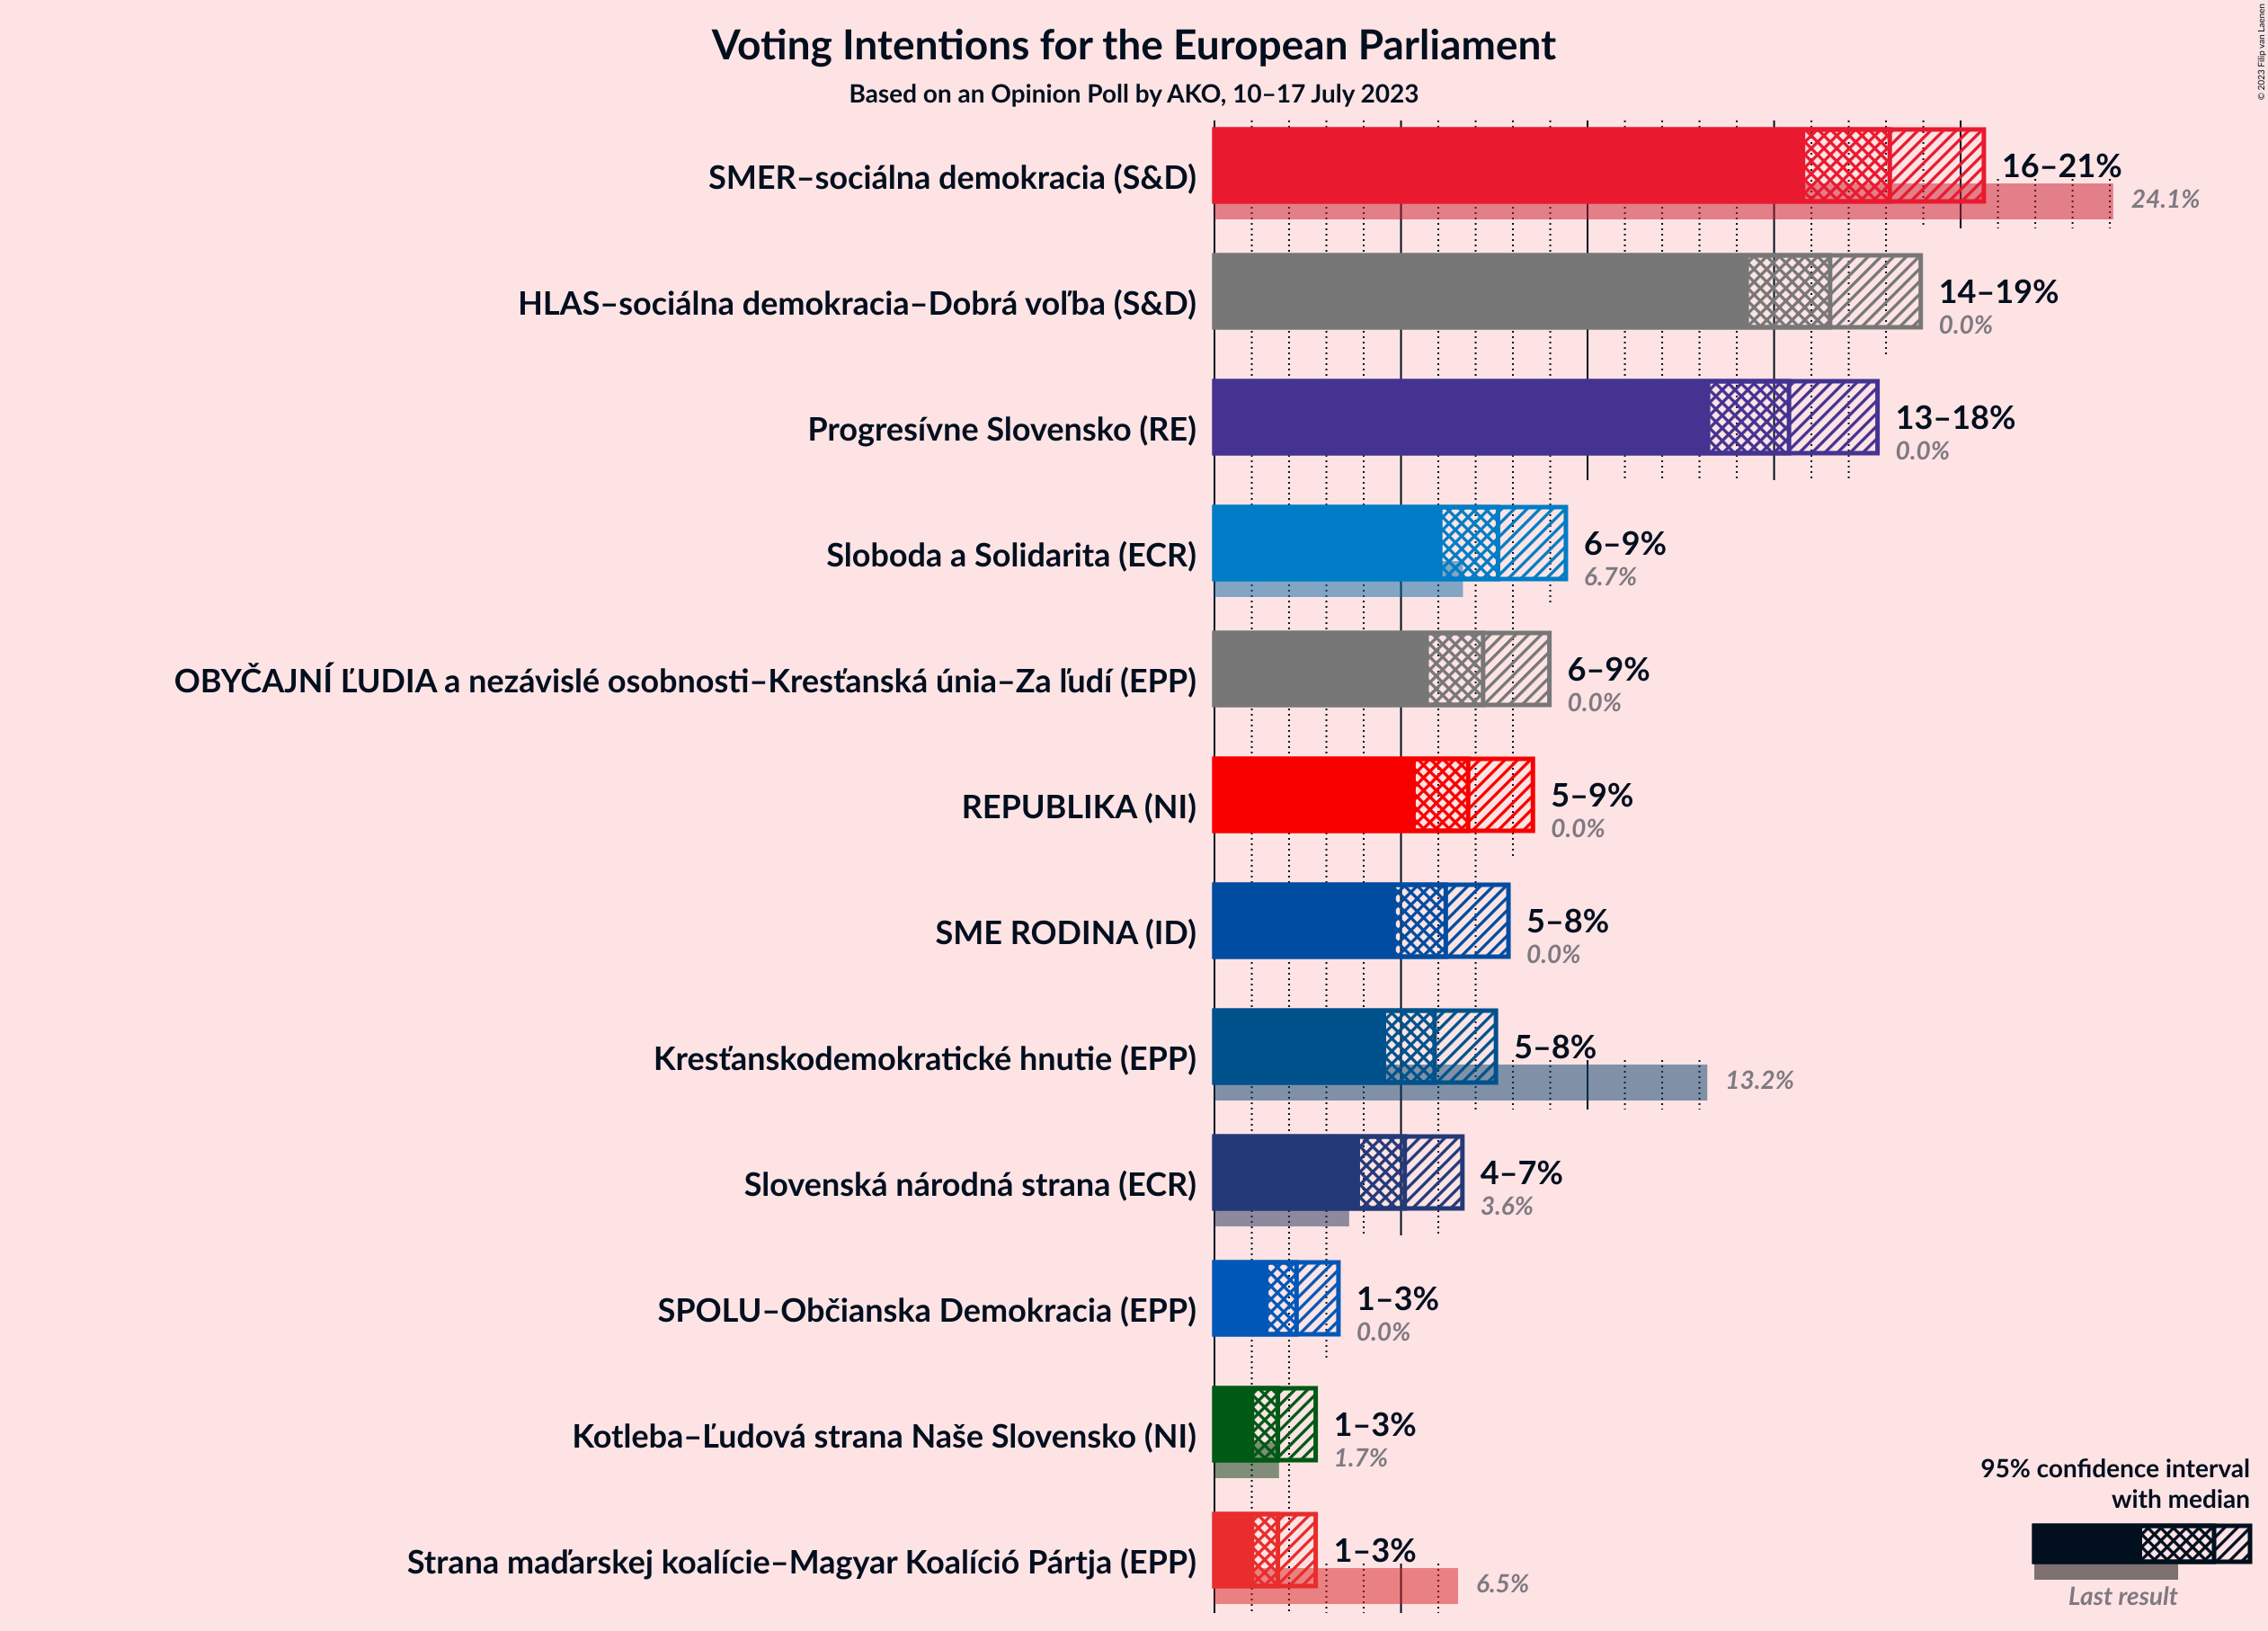 Voting Intentions for the European Parliament
Based on an Opinion Poll by AKO, 10–17 July 2023
© 2023 Filip van Laenen
SMER–sociálna demokracia (S&D)
16–21%
24.1%
HLAS–sociálna demokracia–Dobrá voľba (S&D)
14–19%
0.0%
Progresívne Slovensko (RE)
13–18%
0.0%
Sloboda a Solidarita (ECR)
6–9%
6.7%
OBYČAJNÍ ĽUDIA a nezávislé osobnosti–Kresťanská únia–Za ľudí (EPP)
6–9%
0.0%
REPUBLIKA (NI)
5–9%
0.0%
SME RODINA (ID)
5–8%
0.0%
Kresťanskodemokratické hnutie (EPP)
5–8%
13.2%
Slovenská národná strana (ECR)
4–7%
3.6%
SPOLU–Občianska Demokracia (EPP)
1–3%
0.0%
Kotleba–Ľudová strana Naše Slovensko (NI)
1–3%
1.7%
Strana maďarskej koalície–Magyar Koalíció Pártja (EPP)
1–3%
6.5%
95% confidence interval
with median
Last result